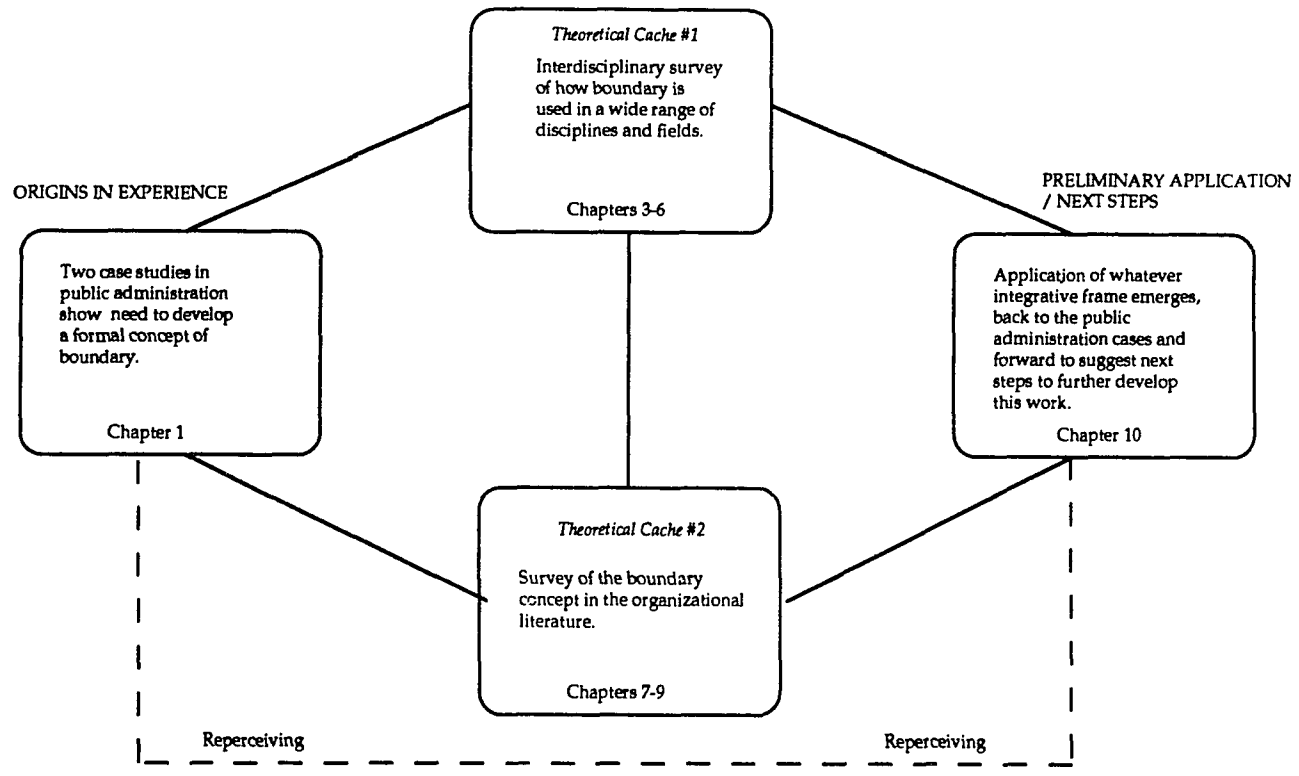 Theoretical Cache #1
Interdisciplinary survey
of how boundary is
used in a wide range of
disciplines and fields.
Chapters 3-6
ORIGINS IN EXPERIENCE
Two case studies in
public administration
show need to develop
a formal concept of
boundary.
Chapter 1
PRELIMINARY APPLICATION
/ NEXT STEPS
Application of whatever
integrative frame emerges,
back to the public
administration cases and
forward to suggest next
steps to further develop
this work.
Chapter 10
Theoretical Cache #2
Survey of the boundary
concept in the organizational
literature.
Chapters 7-9
Reperceiving
Reperceiving